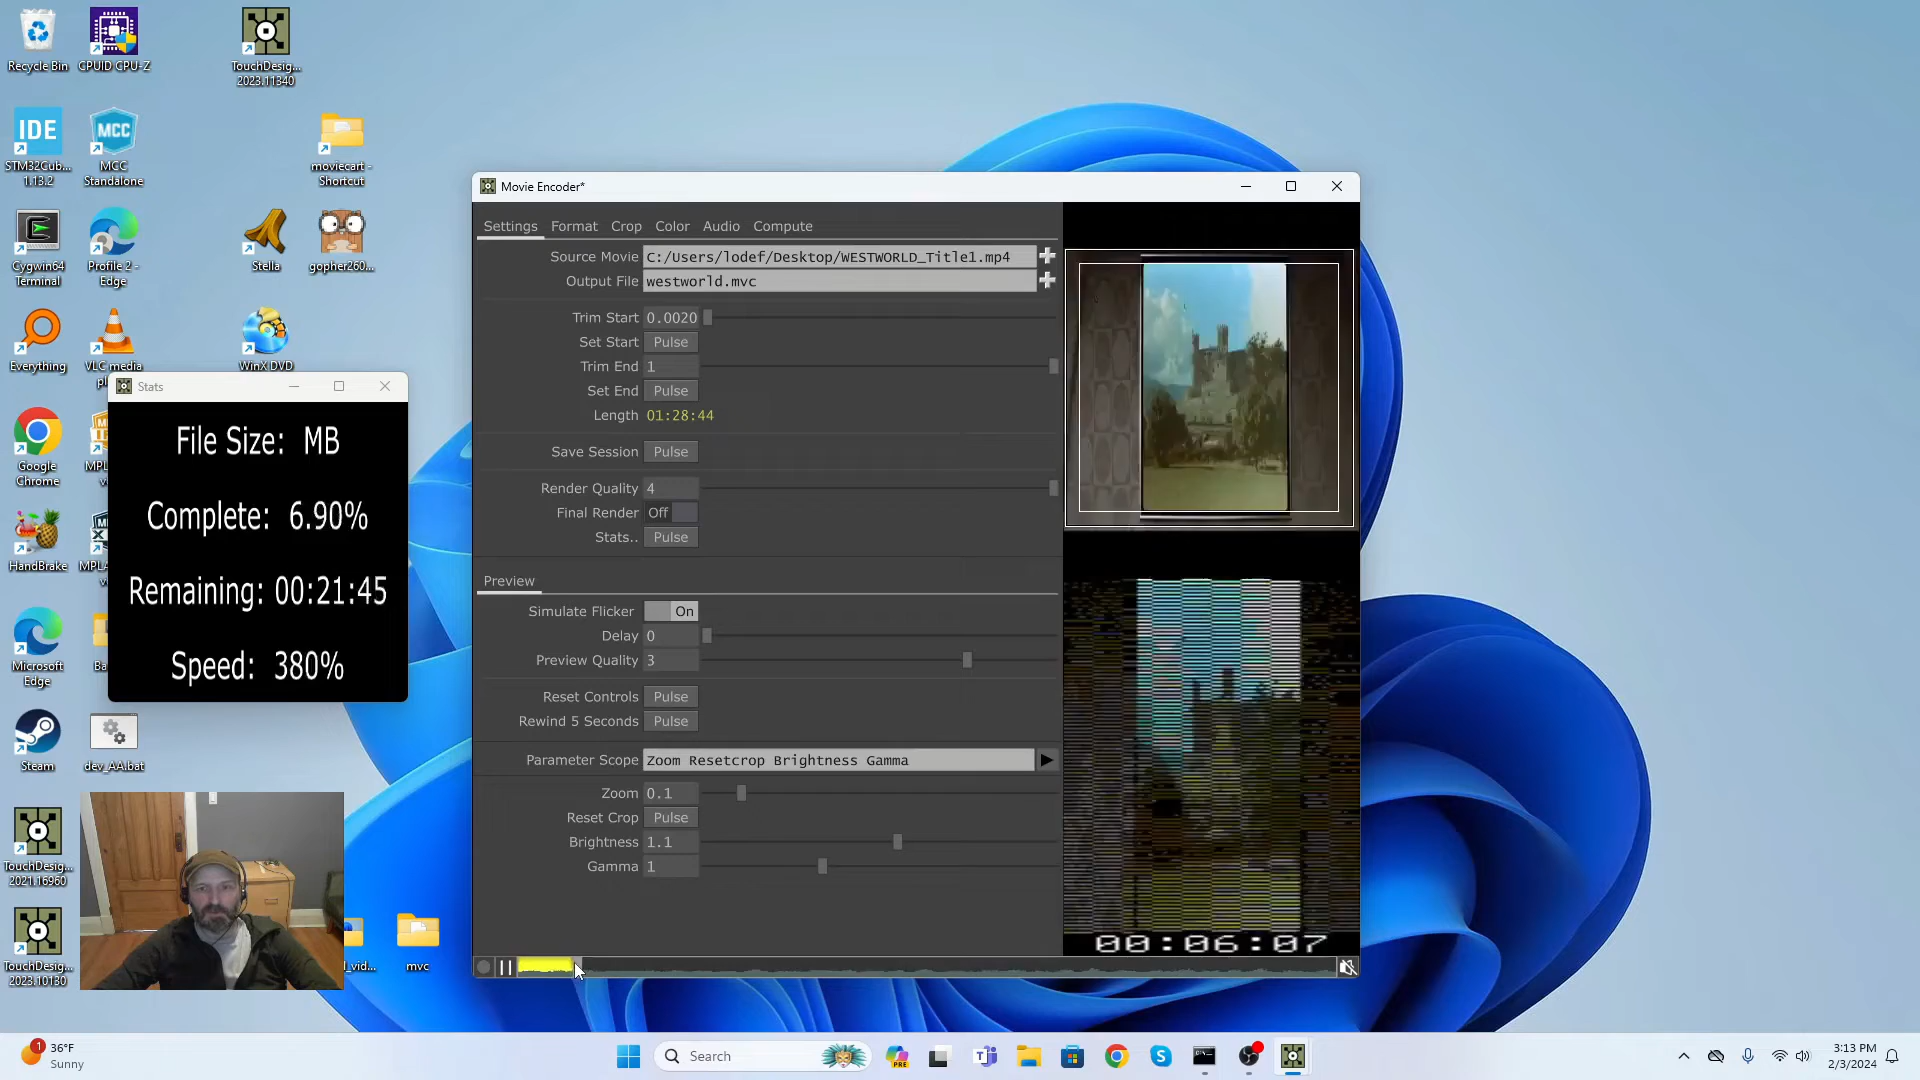 Recycle Bin
CPUID CPU-Z
TouchDesig...
2023.11340
IDE
MCC
STM32Cub...
1.13.2
MCC
Standalone
moviecart -
Shortcut
Cygwin64
Terminal
Profile 2 -
Edge
Stella
gopher260...
Everything
VLC media
WinX DVD
Google
Chrome
HandBrake
Microsoft
Edge
Steam
dev_AA.bat
TouchDesig...
2021.16960
TouchDesig...
2023.10130
mvc
Stats
File Size: MB
Complete: 6.90%
Remaining: 00:21:45
Speed: 380%
Movie Encoder*
Settings Format Crop Color Audio Compute
Source Movie C:/Users/lodef/Desktop/WESTWORLD_Title1.mp4
Output File westworld.mvc
Trim Start 0.0020
Set Start Pulse
Trim End 1
Set End Pulse
Length 01:28:44
Save Session Pulse
Render Quality 4
Final Render Off
Stats.. Pulse
Preview
Simulate Flicker On
Delay 0
Preview Quality 3
Reset Controls Pulse
Rewind 5 Seconds Pulse
Parameter Scope Zoom Resetcrop Brightness Gamma
Zoom 0.1
Reset Crop Pulse
Brightness 1.1
Gamma 1
00:06:07
1
36°F
Sunny
Search
PRE
3:13 PM
2/3/2024